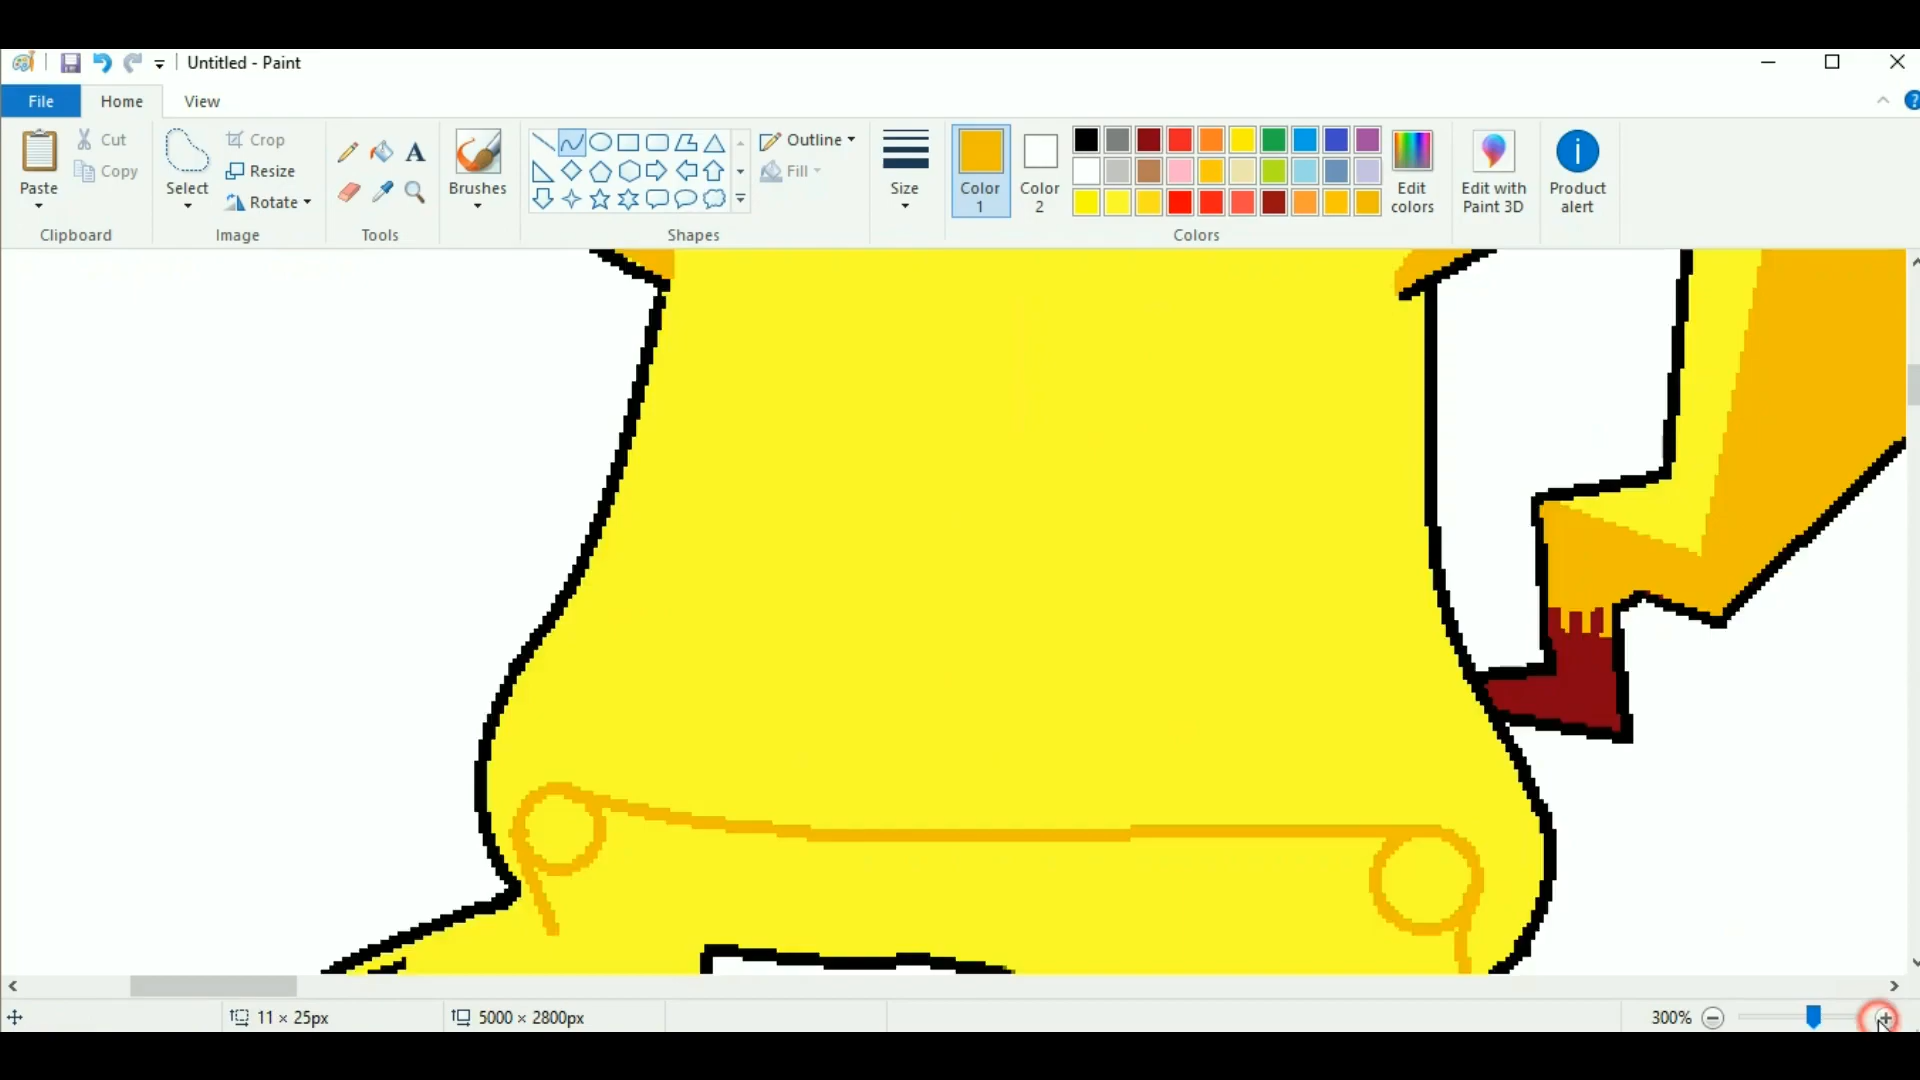 Untitled - Paint
File
Home
View
Paste
Cut
Copy
Clipboard
Select
Crop
Resize
Rotate
Image
A
Tools
Brushes
Shapes
Outline
Fill
Size
Color 1
Color 2
Edit colors
Colors
Edit with Paint 3D
Product alert
11 × 25px
5000 × 2800px
300%